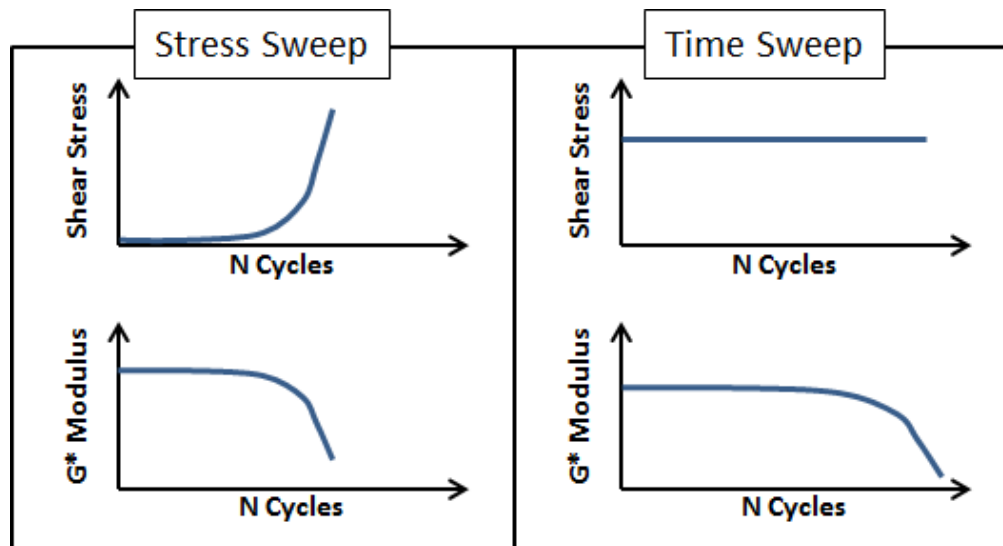 Stress Sweep
Shear Stress
N Cycles
G* Modulus
N Cycles
Time Sweep
Shear Stress
N Cycles
G* Modulus
N Cycles